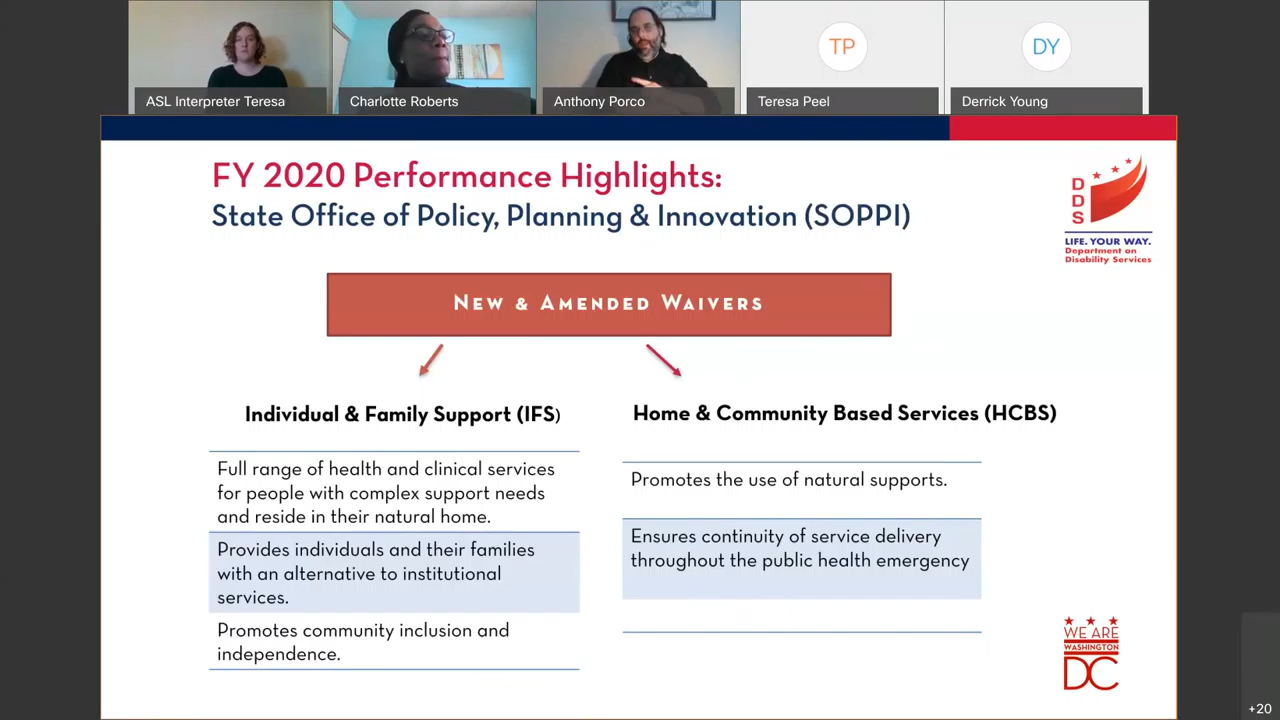 TP
DY
ASL Interpreter Teresa
Charlotte Roberts
Anthony Porco
Teresa Peel
Derrick Young
FY 2020 Performance Highlights:
State Office of Policy, Planning & Innovation (SOPPI)
DDS
LIFE. YOUR WAY.
Department on
Disability Services
NEW & AMENDED WAIVERS
Individual & Family Support (IFS)
Full range of health and clinical services
for people with complex support needs
and reside in their natural home.
Provides individuals and their families
with an alternative to institutional
services.
Promotes community inclusion and
independence.
Home & Community Based Services (HCBS)
Promotes the use of natural supports.
Ensures continuity of service delivery
throughout the public health emergency
WE ARE
WASHINGTON
DC
+20